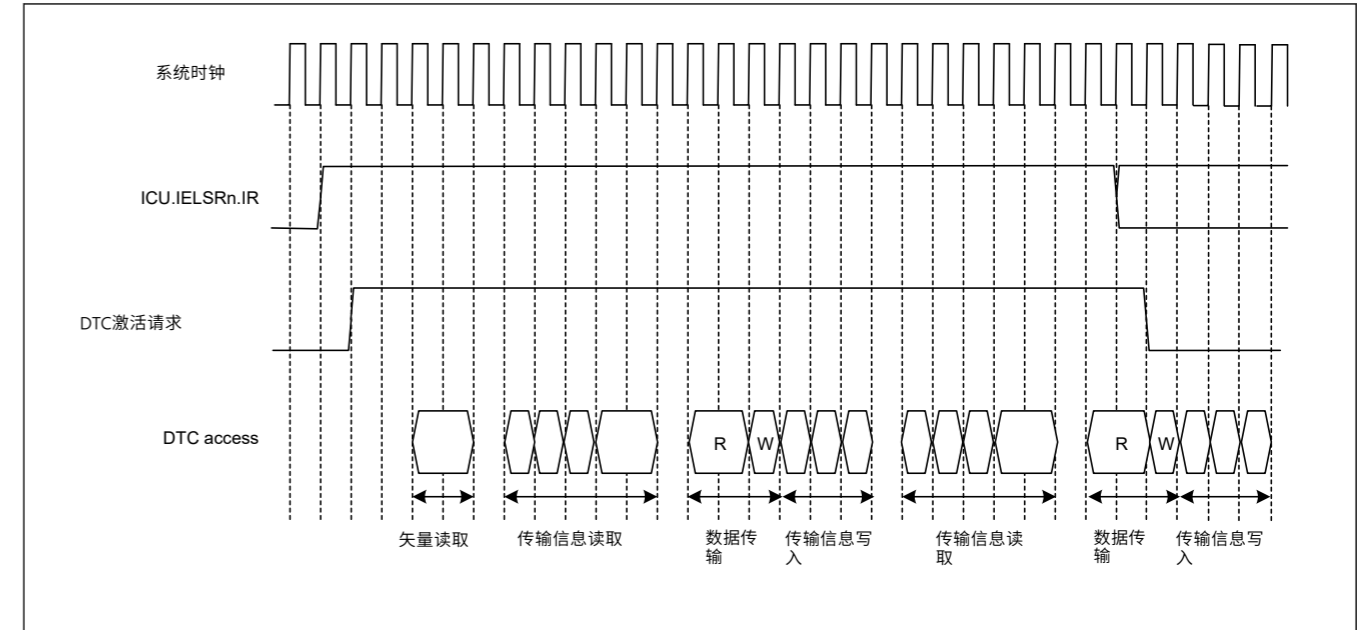 系统时钟
ICU.IELSRn.IR
DTC激活请求
DTC access
R
W
R
W
矢量读取
传输信息读取
数据传
输
传输信息写
入
传输信息读
取
数据传
输
传输信息写
入